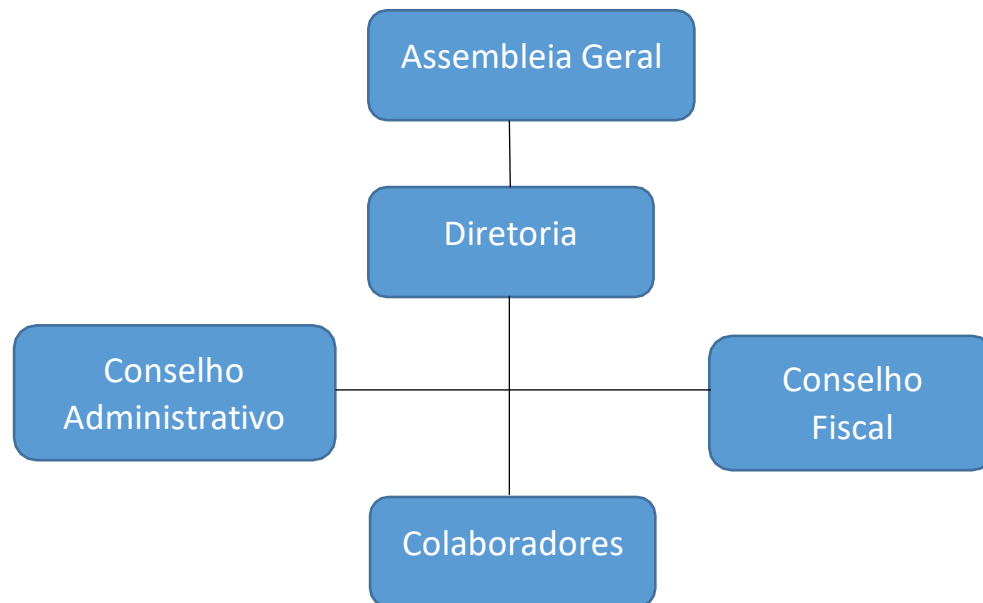 Assembleia Geral
Diretoria
Conselho
Administrativo
Conselho
Fiscal
Colaboradores